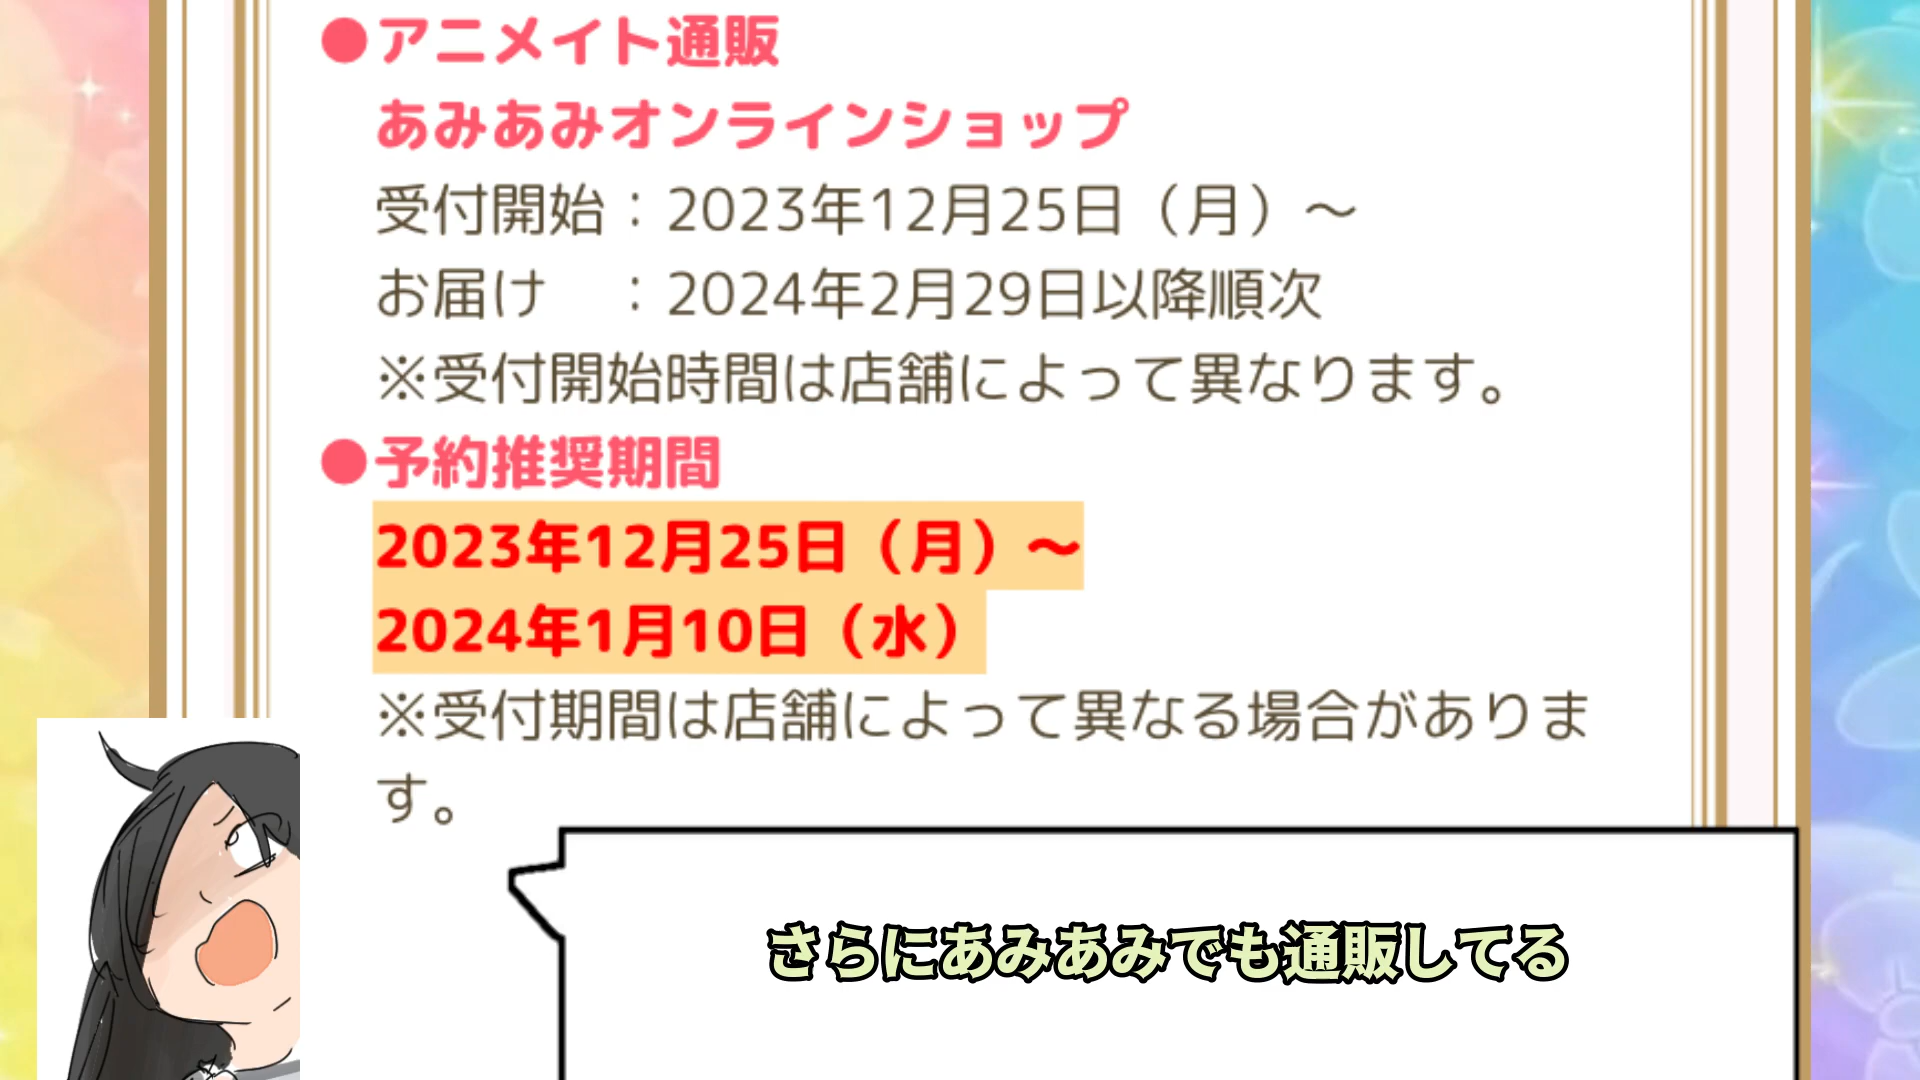 ●アニメイト通販
あみあみオンラインショップ
受付開始：2023年12月25日（月）～
お届け　：2024年2月29日以降順次
※受付開始時間は店舗によって異なります。
●予約推奨期間
2023年12月25日（月）～
2024年1月10日（水）
※受付期間は店舗によって異なる場合がありま
す。
さらにあみあみでも通販してる